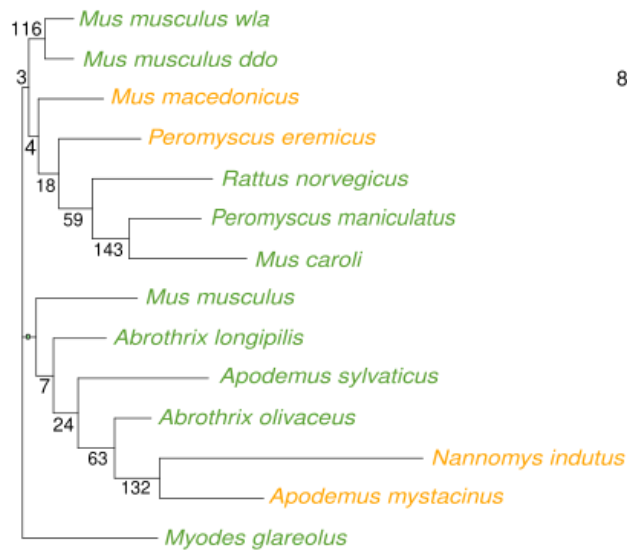 Mus musculus wla
116
Mus musculus ddo
3
8
Mus macedonicus
4
Peromyscus eremicus
18
Rattus norvegicus
59
Peromyscus maniculatus
143
Mus caroli
Mus musculus
Abrothrix longipilis
7
Apodemus sylvaticus
24
Abrothrix olivaceus
63
Nannomys indutus
132
Apodemus mystacinus
Myodes glareolus